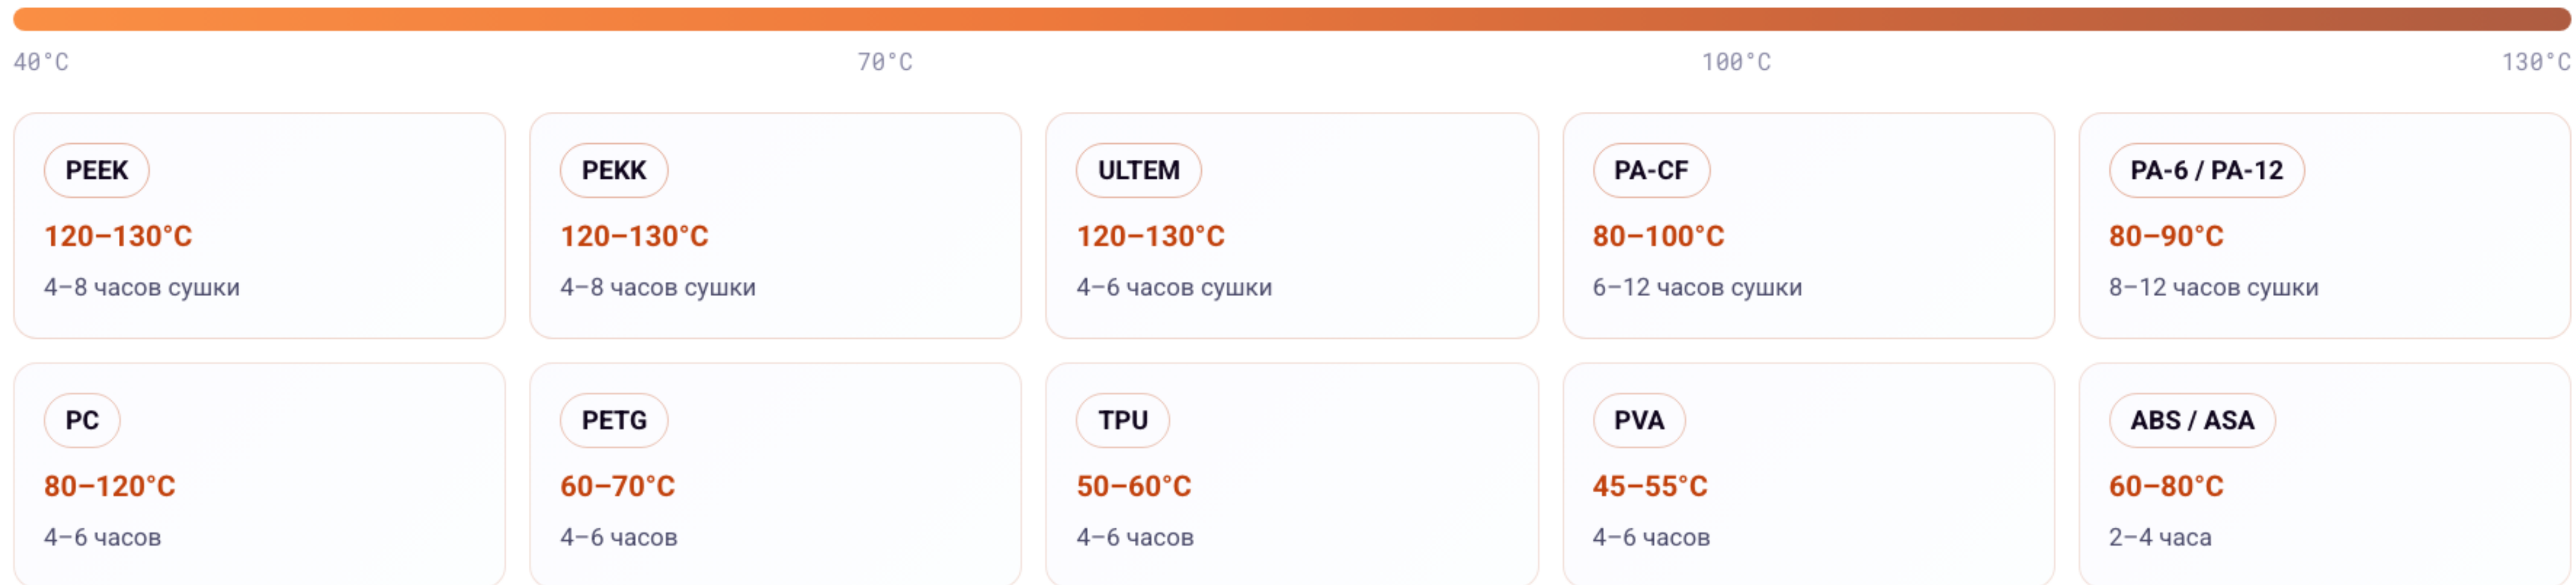 40°C 70°C 100°C 130°C
PEEK
120–130°C
4–8 часов сушки
PEKK
120–130°C
4–8 часов сушки
ULTEM
120–130°C
4–6 часов сушки
PA-CF
80–100°C
6–12 часов сушки
PA-6 / PA-12
80–90°C
8–12 часов сушки
PC
80–120°C
4–6 часов
PETG
60–70°C
4–6 часов
TPU
50–60°C
4–6 часов
PVA
45–55°C
4–6 часов
ABS / ASA
60–80°C
2–4 часа